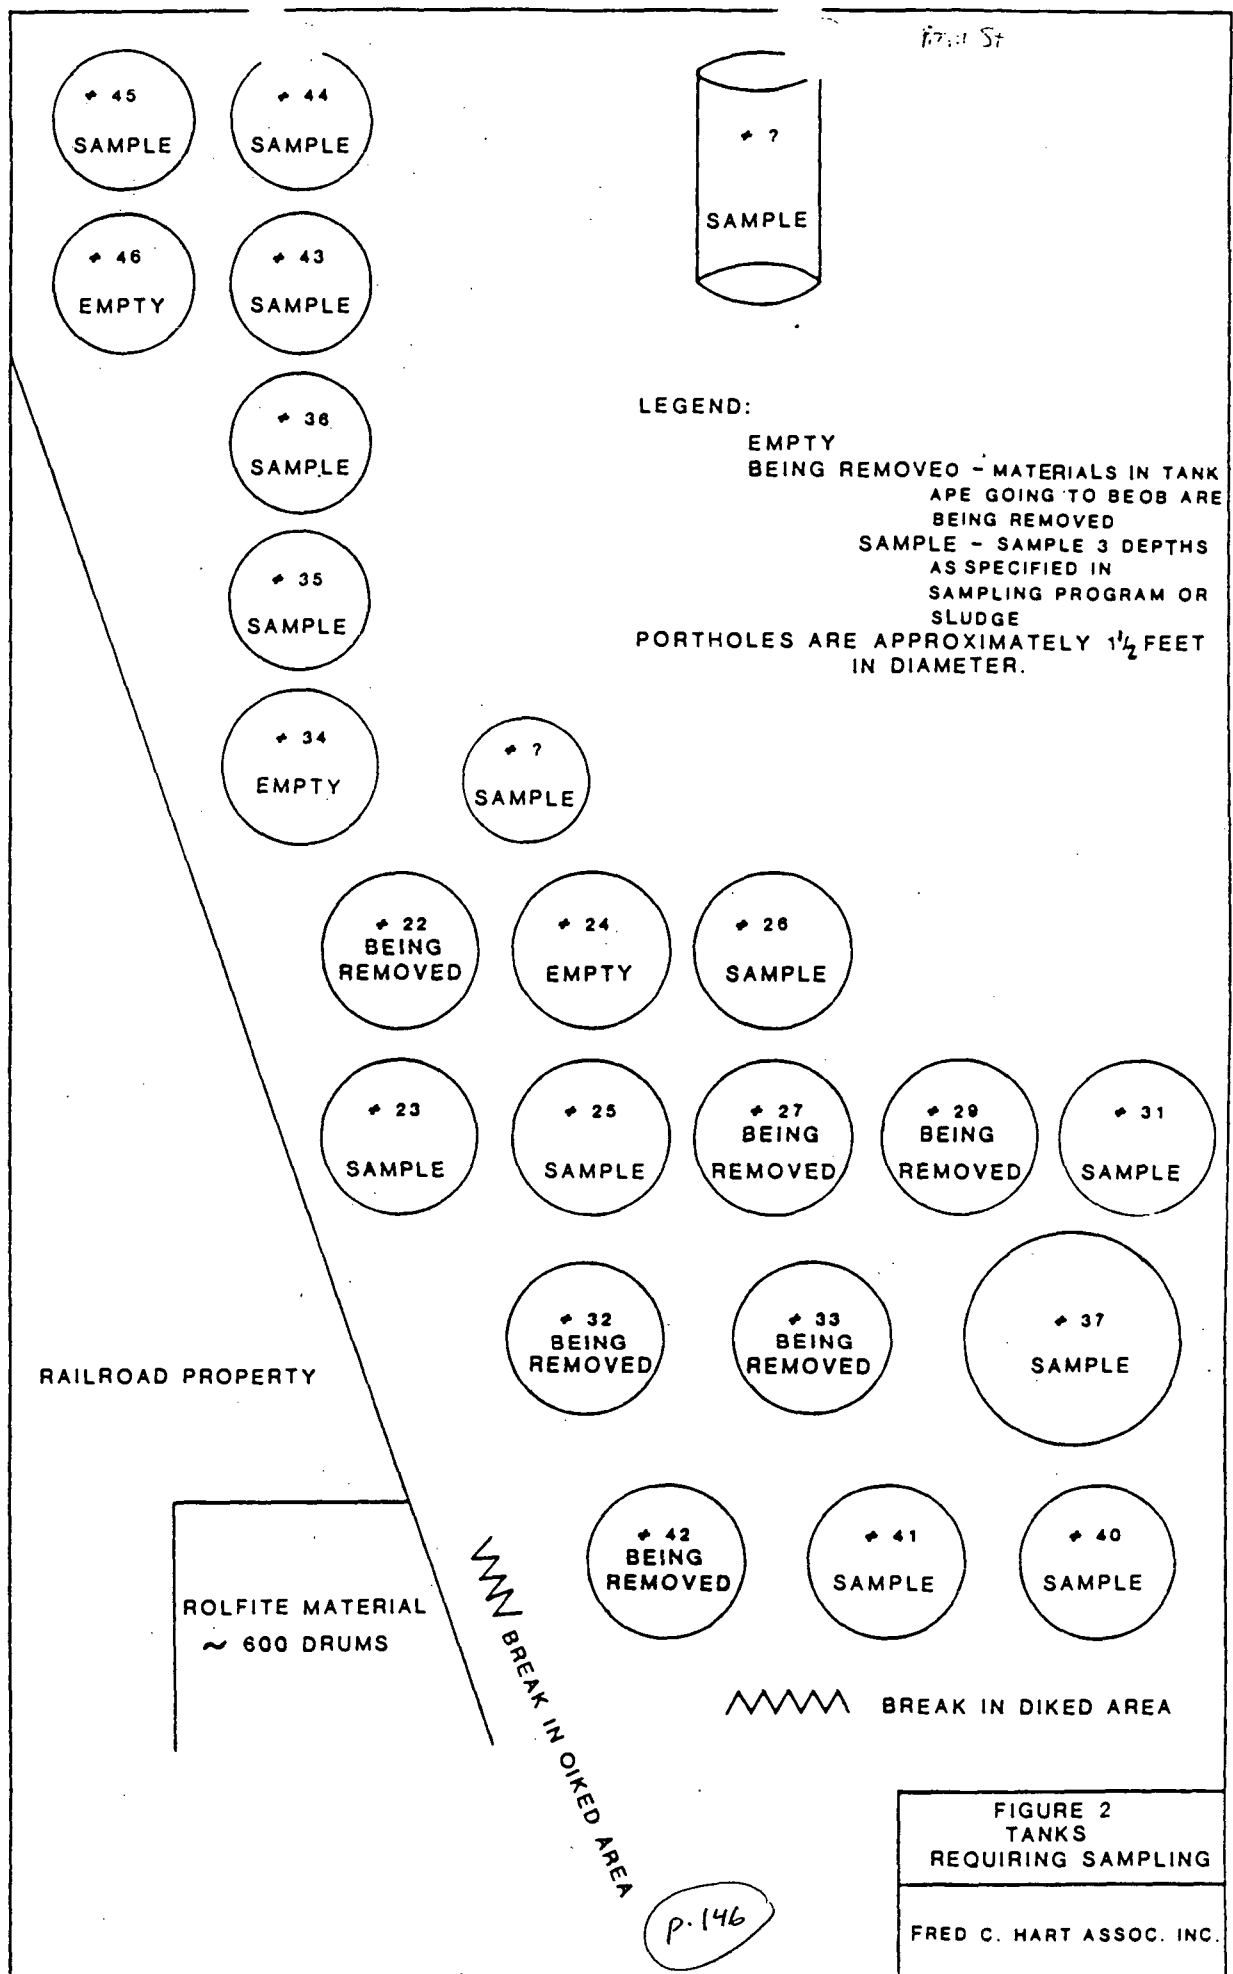 St
# 45
SAMPLE
# 44
SAMPLE
# ?
SAMPLE
# 46
EMPTY
# 43
SAMPLE
# 36
SAMPLE
LEGEND:
EMPTY
BEING REMOVEO - MATERIALS IN TANK
APE GOING TO BEOB ARE
BEING REMOVED
SAMPLE - SAMPLE 3 DEPTHS
AS SPECIFIED IN
SAMPLING PROGRAM OR
SLUDGE
PORTHOLES ARE APPROXIMATELY 1½ FEET
IN DIAMETER.
# 35
SAMPLE
# 34
EMPTY
# ?
SAMPLE
# 22
BEING
REMOVED
# 24
EMPTY
# 26
SAMPLE
# 23
SAMPLE
# 25
SAMPLE
# 27
BEING
REMOVED
# 29
BEING
REMOVED
# 31
SAMPLE
# 32
BEING
REMOVED
# 33
BEING
REMOVED
# 37
SAMPLE
RAILROAD PROPERTY
# 42
BEING
REMOVED
# 41
SAMPLE
# 40
SAMPLE
ROLFITE MATERIAL
~ 600 DRUMS
BREAK IN OIKED AREA
BREAK IN DIKED AREA
FIGURE 2
TANKS
REQUIRING SAMPLING
FRED C. HART ASSOC. INC.
p.146